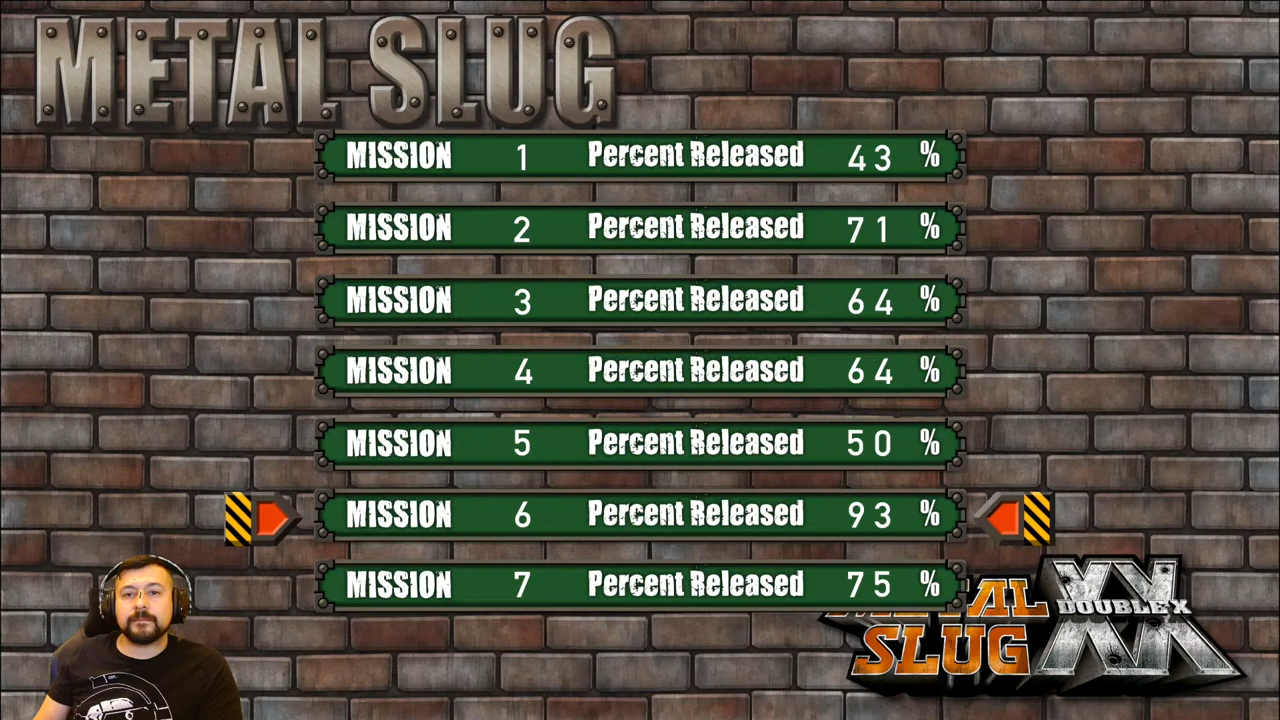 METAL SLUG
MISSION 1 Percent Released 43 %
MISSION 2 Percent Released 71 %
MISSION 3 Percent Released 64 %
MISSION 4 Percent Released 64 %
MISSION 5 Percent Released 50 %
MISSION 6 Percent Released 93 %
MISSION 7 Percent Released 75 %
METAL
SLUG
XX
DOUBLE X